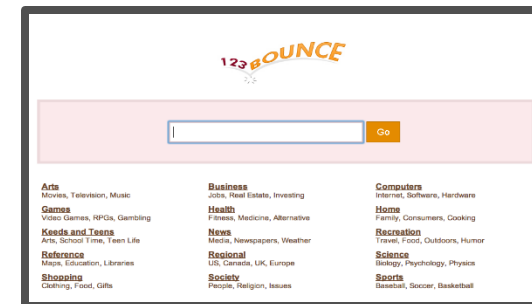 123 BOUNCE
Go
Arts
Movies, Television, Music
Business
Jobs, Real Estate, Investing
Computers
Internet, Software, Hardware
Games
Video Games, RPGs, Gambling
Health
Fitness, Medicine, Alternative
Home
Family, Consumers, Cooking
Keeds and Teens
Arts, School Time, Teen Life
News
Media, Newspapers, Weather
Recreation
Travel, Food, Outdoors, Humor
Reference
Maps, Education, Libraries
Regional
US, Canada, UK, Europe
Science
Biology, Psychology, Physics
Shopping
Clothing, Food, Gifts
Society
People, Religion, Issues
Sports
Baseball, Soccer, Basketball